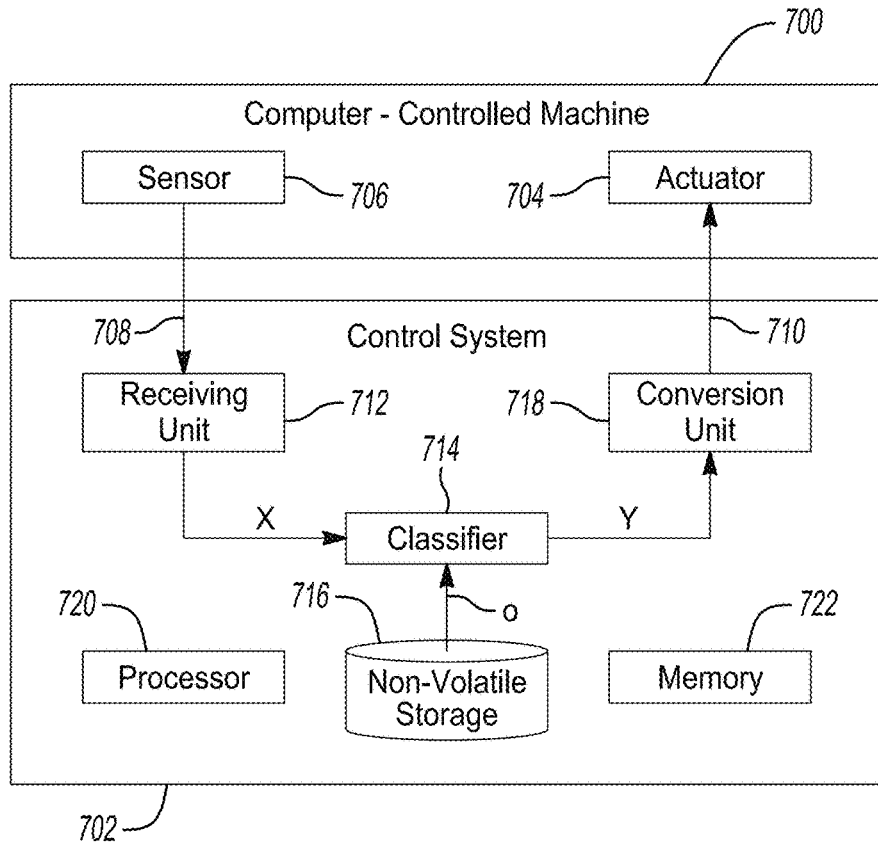 700
Computer - Controlled Machine
Sensor
706
704
Actuator
708
Control System
710
Receiving
Unit
712
718
Conversion
Unit
714
X
Classifier
Y
716
o
720
722
Processor
Non-Volatile
Storage
Memory
702